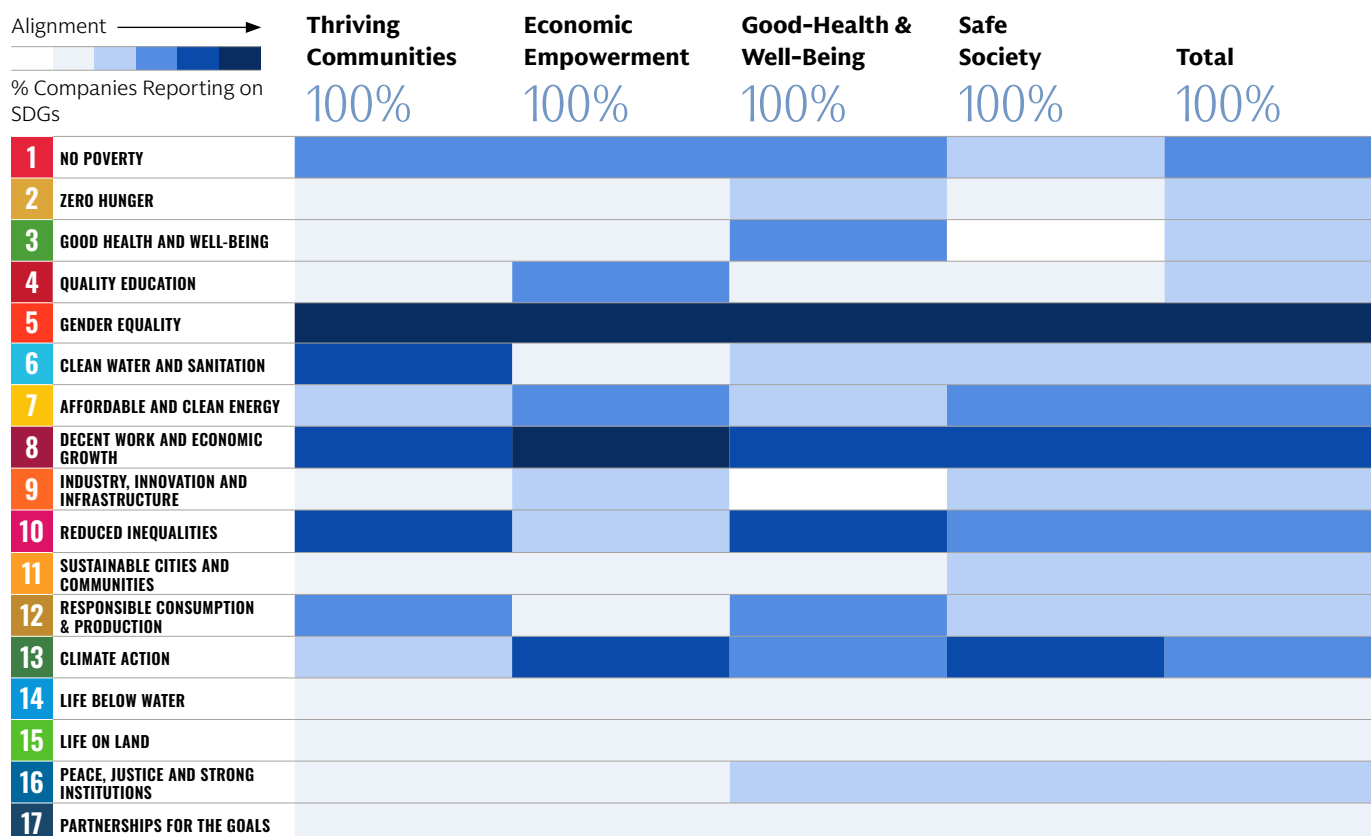 Alignment
% Companies Reporting on
SDGs
Thriving
Communities
100%
Economic
Empowerment
100%
Good-Health &
Well-Being
100%
Safe
Society
100%
Total
100%
1 NO POVERTY
2 ZERO HUNGER
3 GOOD HEALTH AND WELL-BEING
4 QUALITY EDUCATION
5 GENDER EQUALITY
6 CLEAN WATER AND SANITATION
7 AFFORDABLE AND CLEAN ENERGY
8 DECENT WORK AND ECONOMIC
GROWTH
9 INDUSTRY, INNOVATION AND
INFRASTRUCTURE
10 REDUCED INEQUALITIES
11 SUSTAINABLE CITIES AND
COMMUNITIES
12 RESPONSIBLE CONSUMPTION
& PRODUCTION
13 CLIMATE ACTION
14 LIFE BELOW WATER
15 LIFE ON LAND
16 PEACE, JUSTICE AND STRONG
INSTITUTIONS
17 PARTNERSHIPS FOR THE GOALS